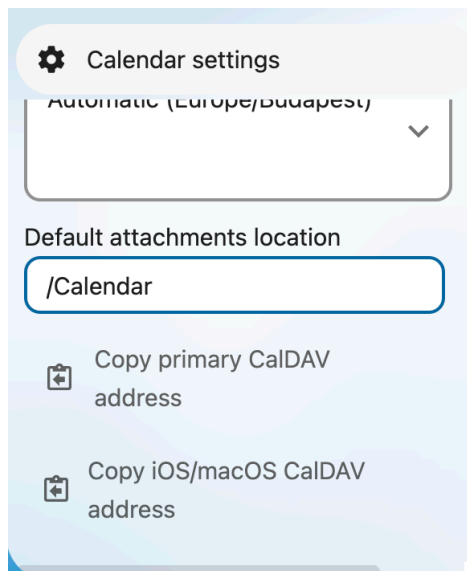 Calendar settings
Automatic (Europe/Budapest)
Default attachments location
/Calendar
Copy primary CalDAV
address
Copy iOS/macOS CalDAV
address